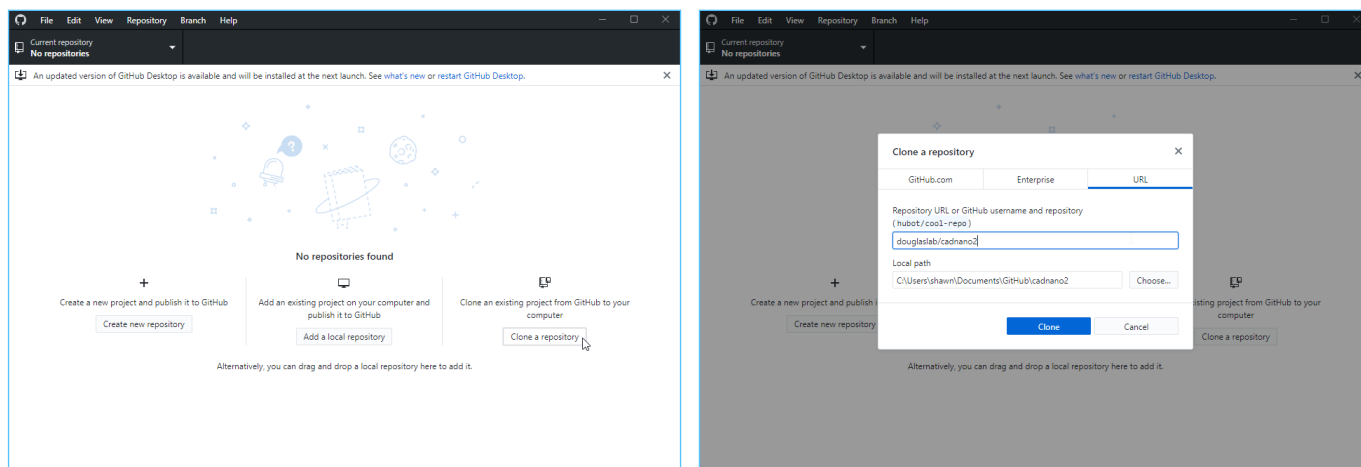 File Edit View Repository Branch Help
Current repository
No repositories
An updated version of GitHub Desktop is available and will be installed at the next launch. See what's new or restart GitHub Desktop.
?
No repositories found
Create a new project and publish it to GitHub
Create new repository
Add an existing project on your computer and
publish it to GitHub
Add a local repository
Clone an existing project from GitHub to your
computer
Clone a repository
Alternatively, you can drag and drop a local repository here to add it.
File Edit View Repository Branch Help
Current repository
No repositories
An updated version of GitHub Desktop is available and will be installed at the next launch. See what's new or restart GitHub Desktop.
Clone a repository
GitHub.com Enterprise URL
Repository URL or GitHub username and repository
(hubot/cool-repo)
douglaslab/cadnano2
Local path
C:\Users\shawn\Documents\GitHub\cadnano2 Choose...
Clone Cancel
Create a new project and publish i
Create new repository
isting project from GitHub to your
computer
Clone a repository
Alternatively, you can drag and drop a local repository here to add it.